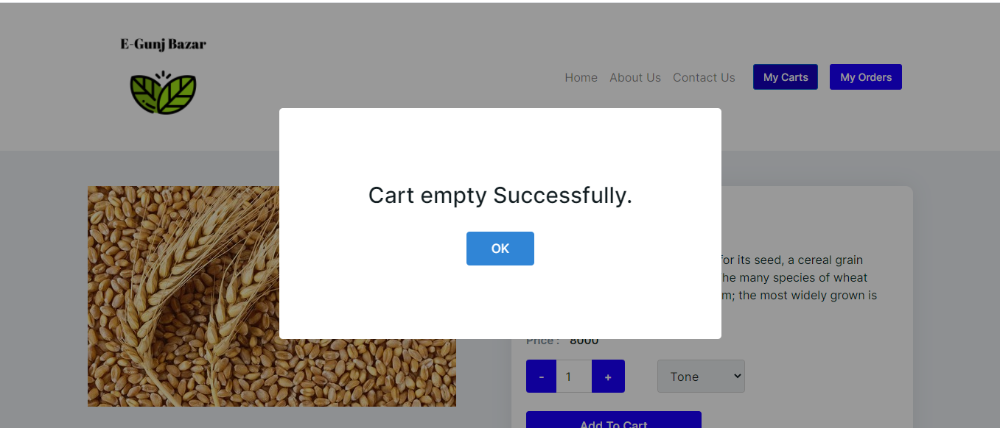 E-Gunj Bazar
Home
About Us
Contact Us
My Carts
My Orders
Cart empty Successfully.
OK
for its seed, a cereal grain
The many species of wheat
m; the most widely grown is
Price :
8000
-
1
+
Tone
Add To Cart